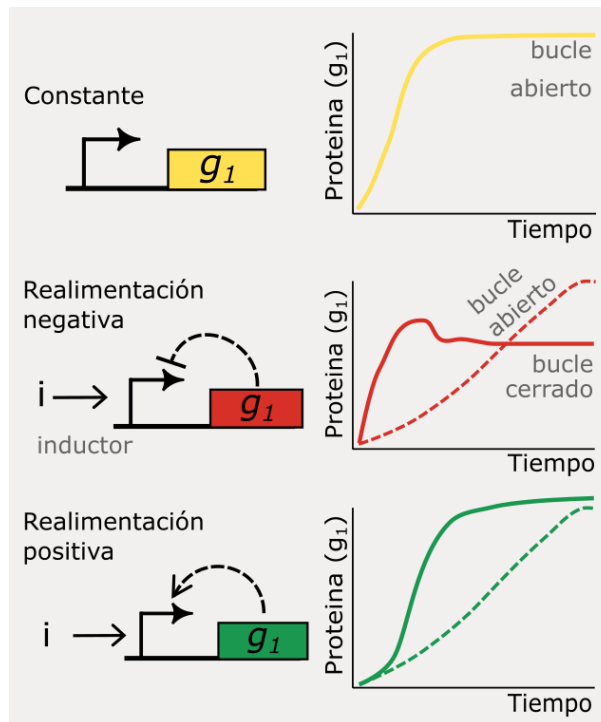 Constante
g1
Proteina (g1)
bucle
abierto
Tiempo
Realimentación
negativa
i
inductor
g1
Proteina (g1)
bucle
abierto
bucle
cerrado
Tiempo
Realimentación
positiva
i
g1
Proteina (g1)
Tiempo